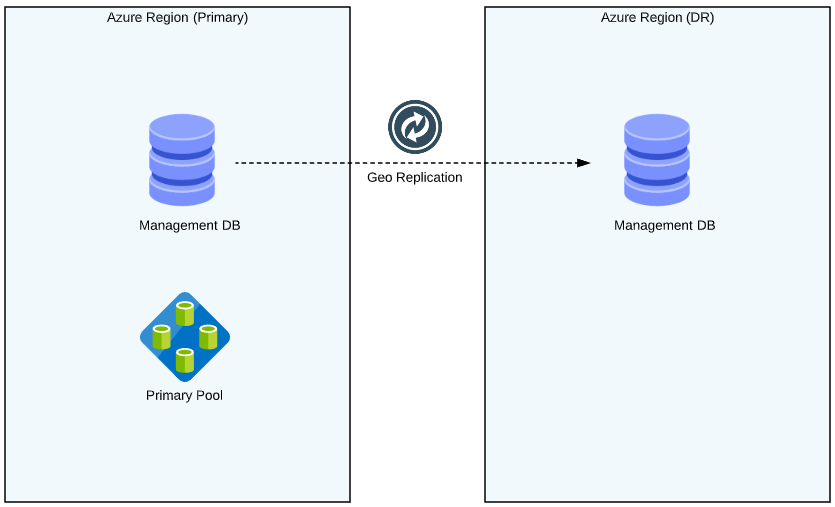 Azure Region (Primary)
Azure Region (DR)
Geo Replication
Management DB
Management DB
Primary Pool